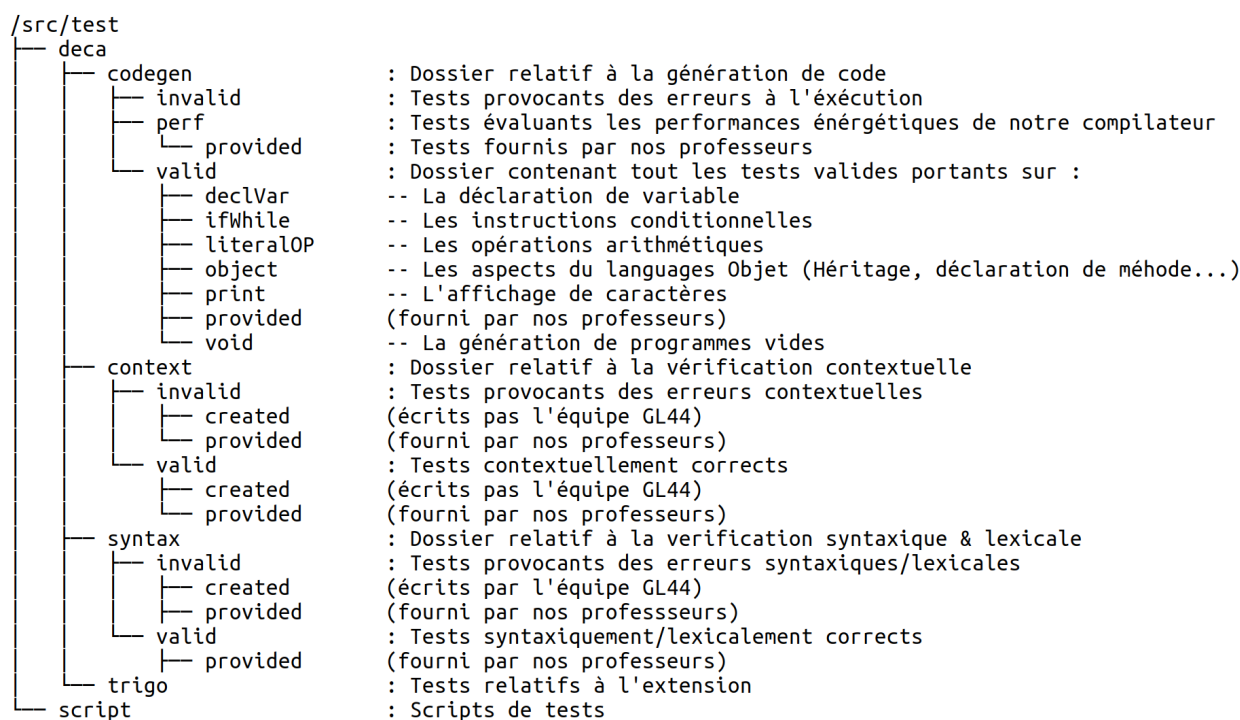 /src/test
├── deca
│   ├── codegen : Dossier relatif à la génération de code
│   │   ├── invalid : Tests provocants des erreurs à l'éxécution
│   │   ├── perf : Tests évaluants les performances énérgétiques de notre compilateur
│   │   │   └── provided : Tests fournis par nos professeurs
│   │   └── valid : Dossier contenant tout les tests valides portants sur :
│   │       ├── declVar -- La déclaration de variable
│   │       ├── ifWhile -- Les instructions conditionnelles
│   │       ├── literalOP -- Les opérations arithmétiques
│   │       ├── object -- Les aspects du languages Objet (Héritage, déclaration de méhode...)
│   │       ├── print -- L'affichage de caractères
│   │       ├── provided (fourni par nos professeurs)
│   │       └── void -- La génération de programmes vides
│   ├── context : Dossier relatif à la vérification contextuelle
│   │   ├── invalid : Tests provocants des erreurs contextuelles
│   │   │   ├── created (écrits pas l'équipe GL44)
│   │   │   └── provided (fourni par nos professeurs)
│   │   └── valid : Tests contextuellement corrects
│   │       ├── created (écrits pas l'équipe GL44)
│   │       └── provided (fourni par nos professeurs)
│   ├── syntax : Dossier relatif à la verification syntaxique & lexicale
│   │   ├── invalid : Tests provocants des erreurs syntaxiques/lexicales
│   │   │   ├── created (écrits par l'équipe GL44)
│   │   │   ├── provided (fourni par nos professseurs)
│   │   └── valid : Tests syntaxiquement/lexicalement corrects
│   │       ├── provided (fourni par nos professeurs)
│   └── trigo : Tests relatifs à l'extension
└── script : Scripts de tests